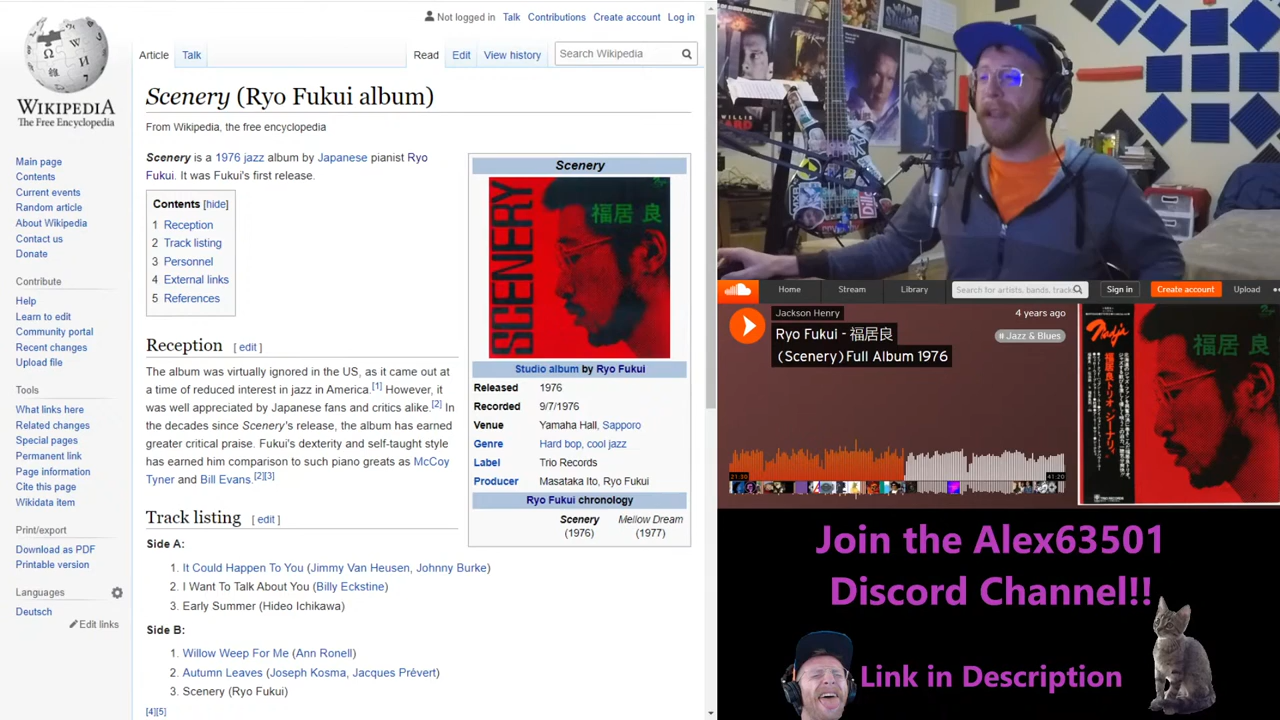 Not logged in Talk Contributions Create account Log in
WIKIPEDIA
The Free Encyclopedia
Article Talk Read Edit View history Search Wikipedia
Scenery (Ryo Fukui album)
From Wikipedia, the free encyclopedia
Main page
Contents
Current events
Random article
About Wikipedia
Contact us
Donate
Contribute
Help
Learn to edit
Community portal
Recent changes
Upload file
Tools
What links here
Related changes
Special pages
Permanent link
Page information
Cite this page
Wikidata item
Print/export
Download as PDF
Printable version
Languages
Deutsch
Edit links
Scenery is a 1976 jazz album by Japanese pianist Ryo
Fukui. It was Fukui's first release.
Contents [hide]
1 Reception
2 Track listing
3 Personnel
4 External links
5 References
Reception [ edit ]
The album was virtually ignored in the US, as it came out at
a time of reduced interest in jazz in America.[1] However, it
was well appreciated by Japanese fans and critics alike.[2] In
the decades since Scenery's release, the album has earned
greater critical praise. Fukui's dexterity and self-taught style
has earned him comparison to such piano greats as McCoy
Tyner and Bill Evans.[2][3]
Track listing [ edit ]
Side A:
1. It Could Happen To You (Jimmy Van Heusen, Johnny Burke)
2. I Want To Talk About You (Billy Eckstine)
3. Early Summer (Hideo Ichikawa)
Side B:
1. Willow Weep For Me (Ann Ronell)
2. Autumn Leaves (Joseph Kosma, Jacques Prévert)
3. Scenery (Ryo Fukui)
[4][5]
Scenery
SCENERY
福居 良
Studio album by Ryo Fukui
Released 1976
Recorded 9/7/1976
Venue Yamaha Hall, Sapporo
Genre Hard bop, cool jazz
Label Trio Records
Producer Masataka Ito, Ryo Fukui
Ryo Fukui chronology
Scenery Mellow Dream
(1976) (1977)
Home Stream Library Search for artists, bands, tracks Sign in Create account Upload
Jackson Henry
4 years ago
Ryo Fukui - 福居良
# Jazz & Blues
(Scenery) Full Album 1976
21:30
41:20
福居 良
福居良トリオ・シーナリィ
Join the Alex63501
Discord Channel!!
Link in Description